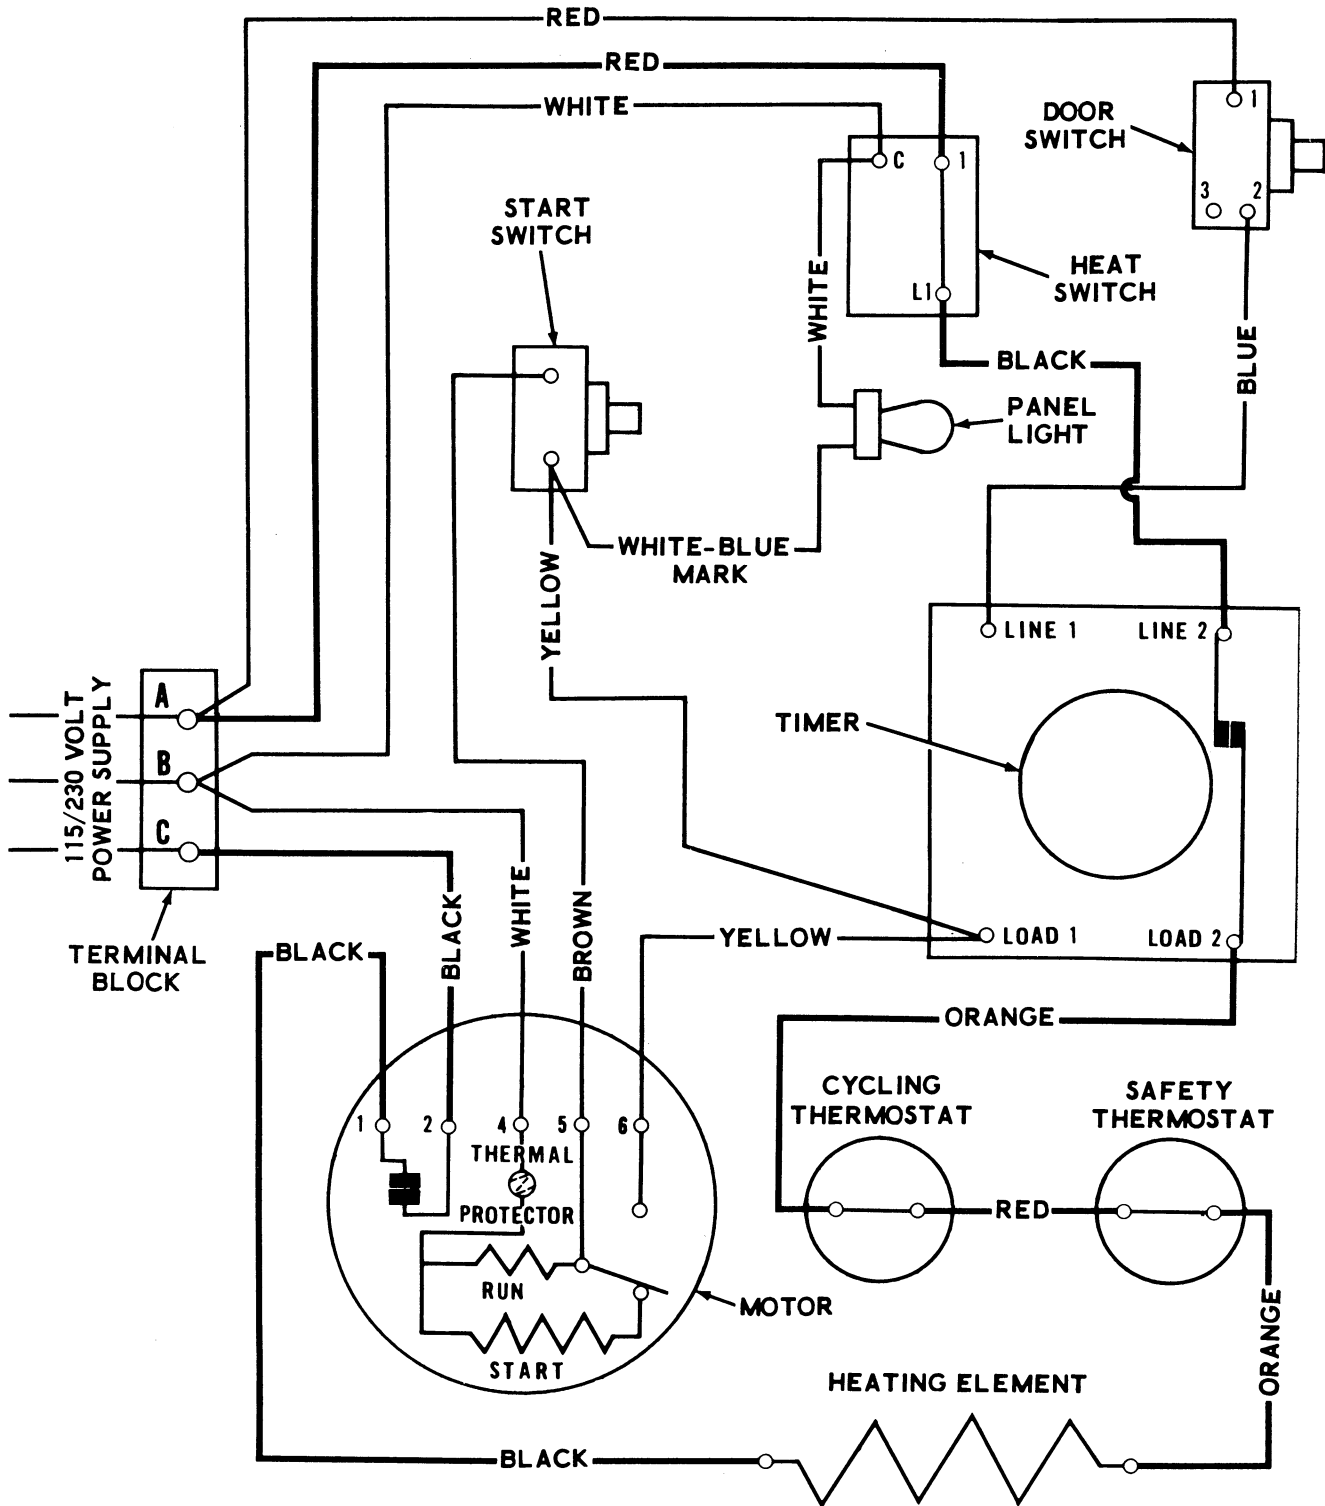 RED
RED
WHITE
DOOR
SWITCH
1
3
2
START
SWITCH
C
1
L1
HEAT
SWITCH
WHITE
BLACK
BLUE
PANEL
LIGHT
WHITE-BLUE
MARK
YELLOW
LINE 1
LINE 2
TIMER
115/230 VOLT
POWER SUPPLY
A
B
C
TERMINAL
BLOCK
BLACK
BLACK
WHITE
BROWN
YELLOW
LOAD 1
LOAD 2
ORANGE
CYCLING
THERMOSTAT
SAFETY
THERMOSTAT
1
2
4
5
6
THERMAL
PROTECTOR
RUN
START
MOTOR
RED
ORANGE
HEATING ELEMENT
BLACK